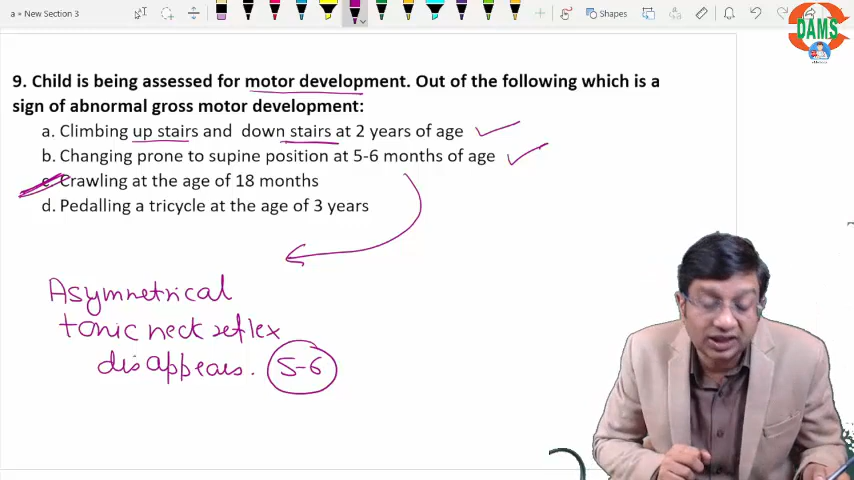 a » New Section 3
Shapes
DAMS
9. Child is being assessed for motor development. Out of the following which is a
sign of abnormal gross motor development:
a. Climbing up stairs and down stairs at 2 years of age
b. Changing prone to supine position at 5-6 months of age
c. Crawling at the age of 18 months
d. Pedalling a tricycle at the age of 3 years
Asymmetrical
tonic neck reflex
disappears. 5-6